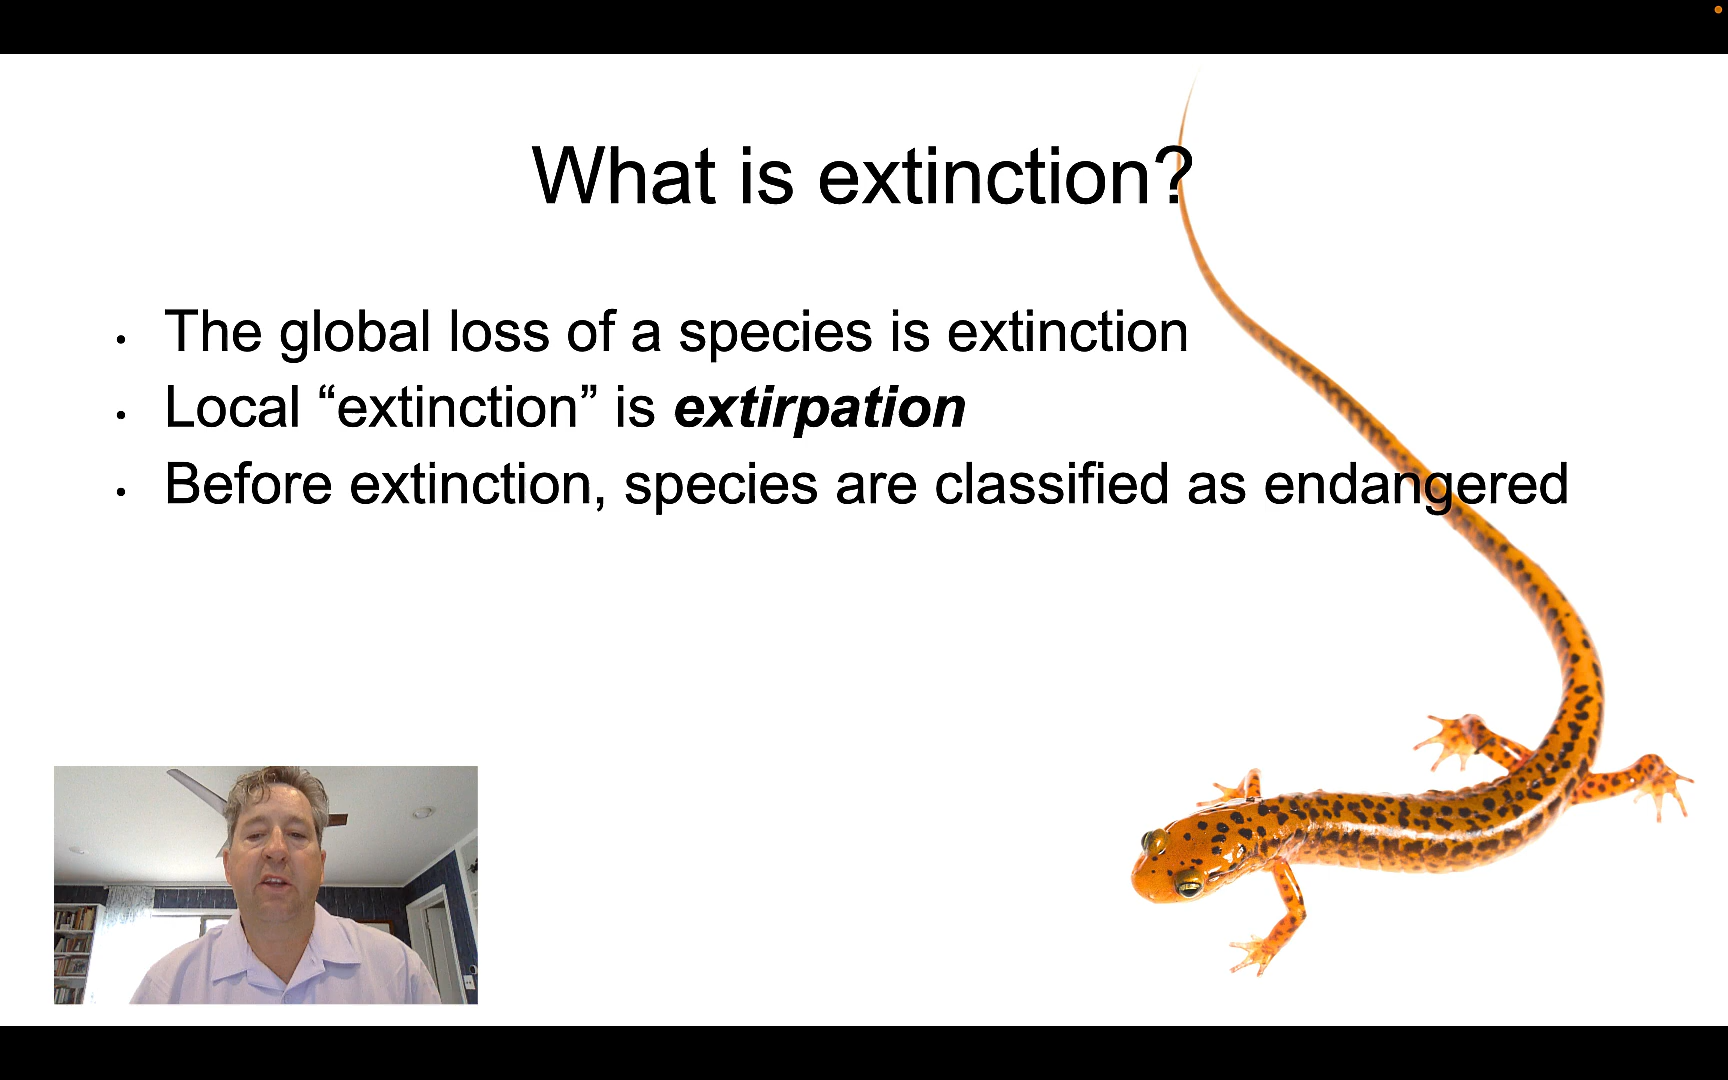 What is extinction?
• The global loss of a species is extinction
• Local “extinction” is extirpation
• Before extinction, species are classified as endangered